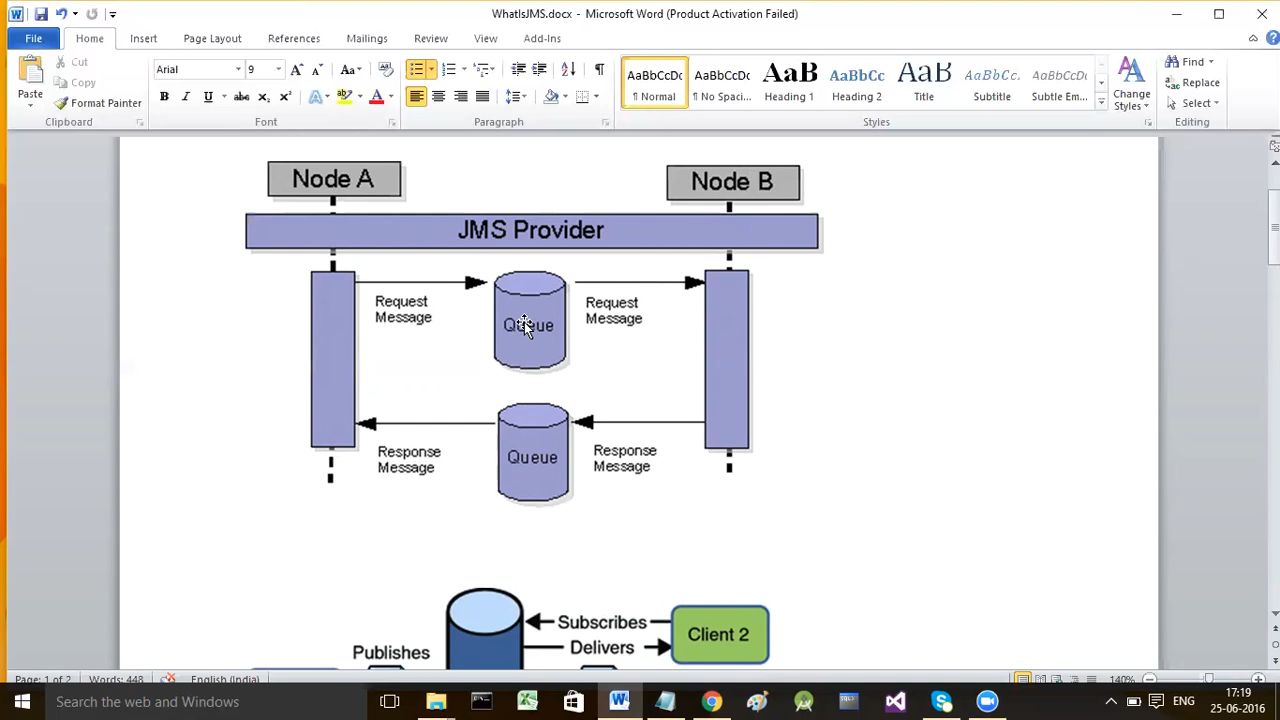 WhatIsJMS.docx - Microsoft Word (Product Activation Failed)
File Home Insert Page Layout References Mailings Review View Add-Ins
Paste
Cut
Copy
Format Painter
Clipboard
Arial 9
Font
Paragraph
AaBbCcDc AaBbCcDc AaB AaBbCc AaB AaBbCcDc AaBbCcDc
¶ Normal ¶ No Spaci... Heading 1 Heading 2 Title Subtitle Subtle Em...
Change
Styles
Styles
Find
Replace
Select
Editing
Node A Node B
JMS Provider
Request
Message
Queue
Request
Message
Response
Message
Queue
Response
Message
Publishes
Subscribes
Delivers
Client 2
Page: 1 of 2 Words: 448 English (India) 140%
Search the web and Windows
ENG
17:19
25-06-2016